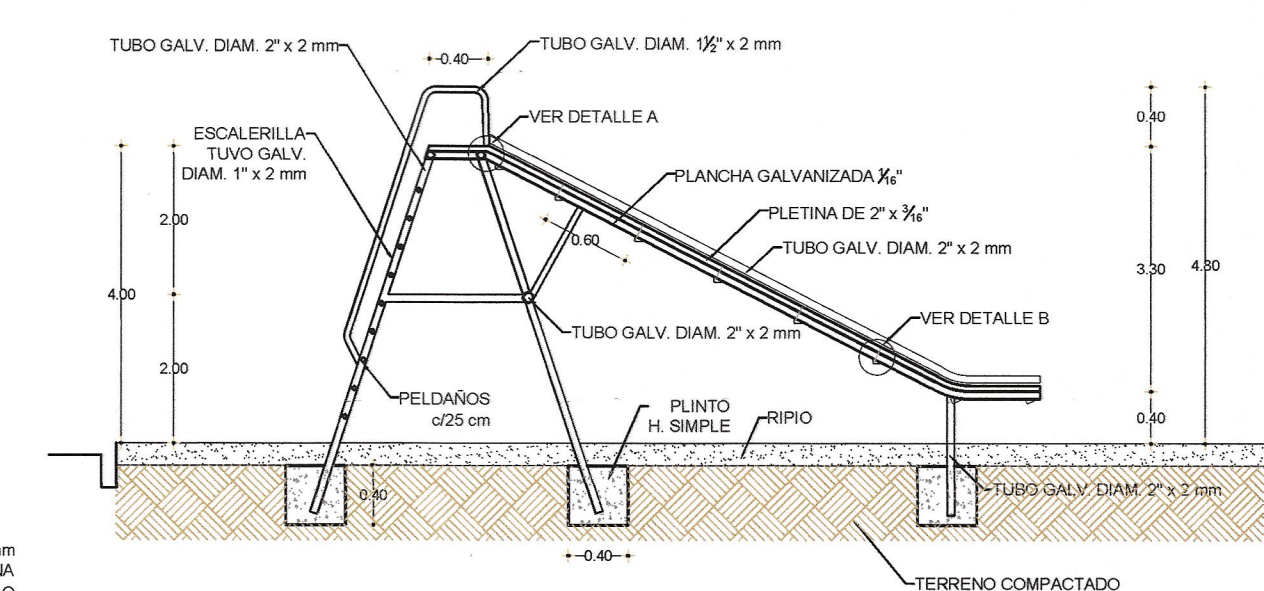 TUBO GALV. DIAM. 2" x 2 mm
TUBO GALV. DIAM. 1½" x 2 mm
0.40
VER DETALLE A
ESCALERILLA
TUVO GALV.
DIAM. 1" x 2 mm
0.40
PLANCHA GALVANIZADA 1/16"
PLETINA DE 2" x 3/16"
2.00
TUBO GALV. DIAM. 2" x 2 mm
0.60
3.30
4.80
4.00
VER DETALLE B
TUBO GALV. DIAM. 2" x 2 mm
2.00
PELDAÑOS
c/25 cm
PLINTO
H. SIMPLE
RIPIO
0.40
0.40
TUBO GALV. DIAM. 2" x 2 mm
0.40
TERRENO COMPACTADO